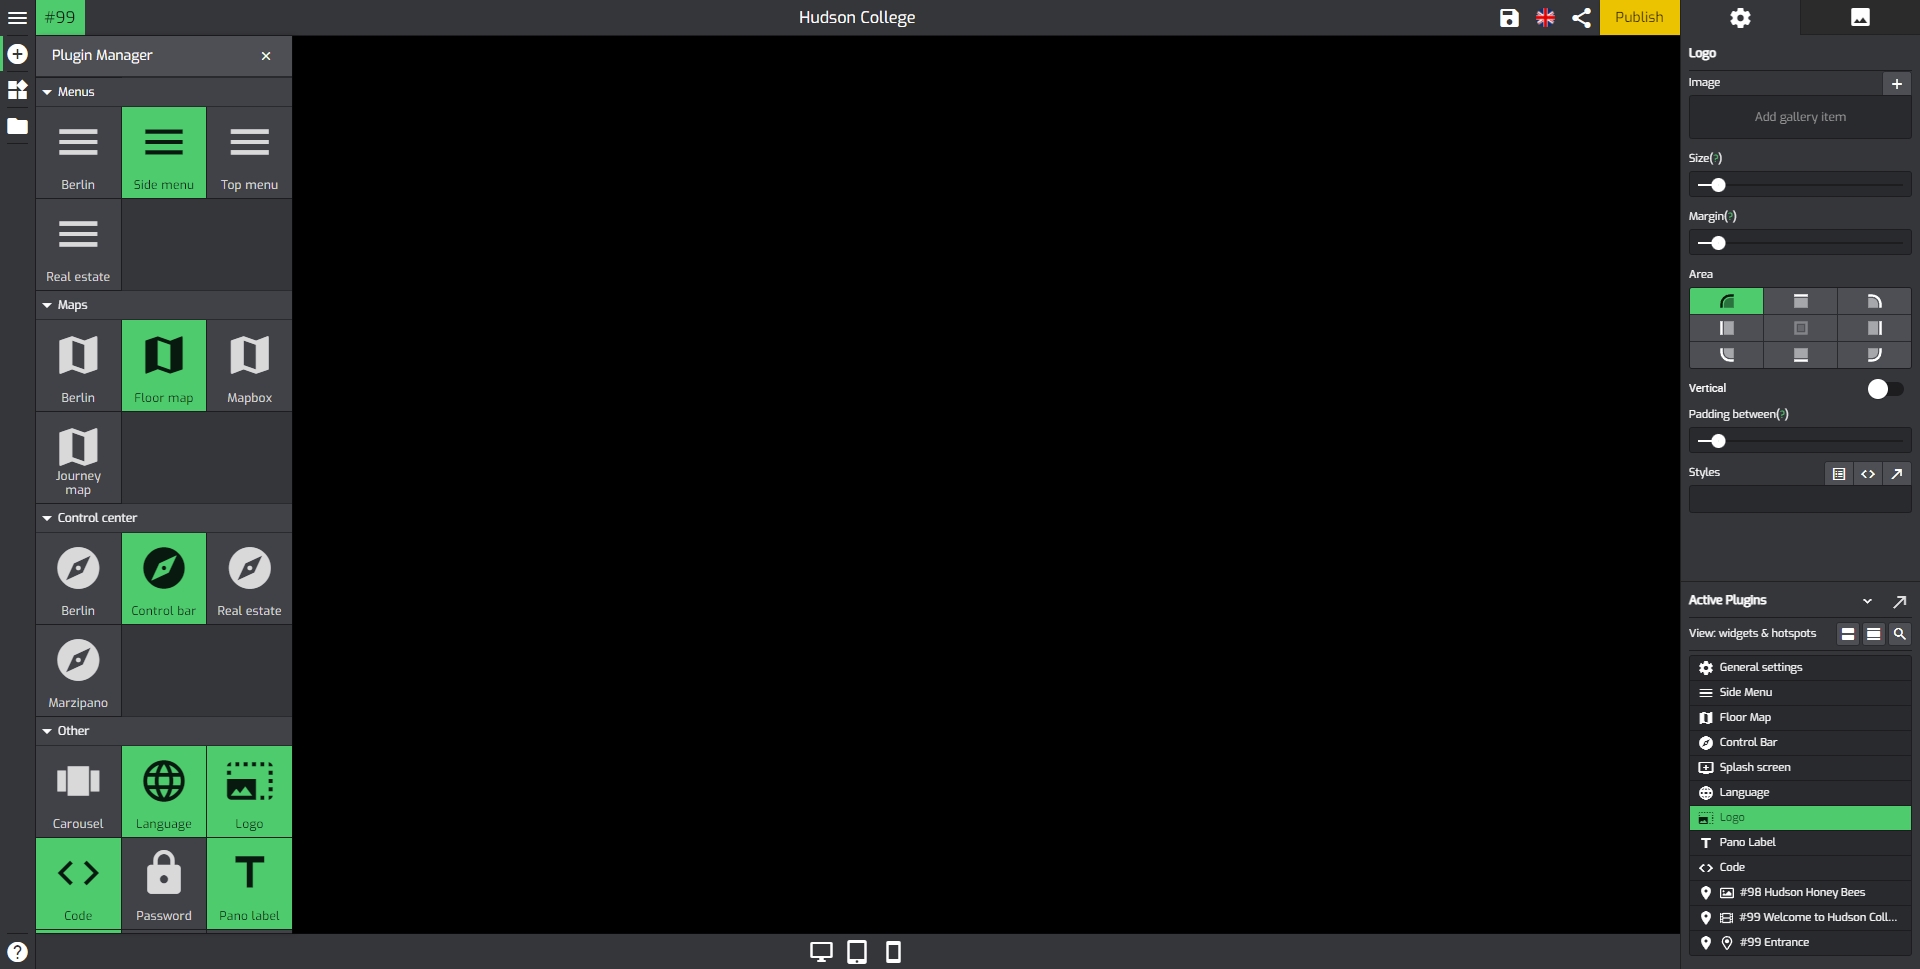 #99
Hudson College
Publish
Plugin Manager
Menus
Berlin
Side menu
Top menu
Real estate
Maps
Berlin
Floor map
Mapbox
Journey
map
Control center
Berlin
Control bar
Real estate
Marzipano
Other
Carousel
Language
Logo
Code
Password
Pano label
Logo
Image
Add gallery item
Size(?)
Margin(?)
Area
Vertical
Padding between(?)
Styles
Active Plugins
View: widgets & hotspots
General settings
Side Menu
Floor Map
Control Bar
Splash screen
Language
Logo
Pano Label
Code
#98 Hudson Honey Bees
#99 Welcome to Hudson Coll...
#99 Entrance